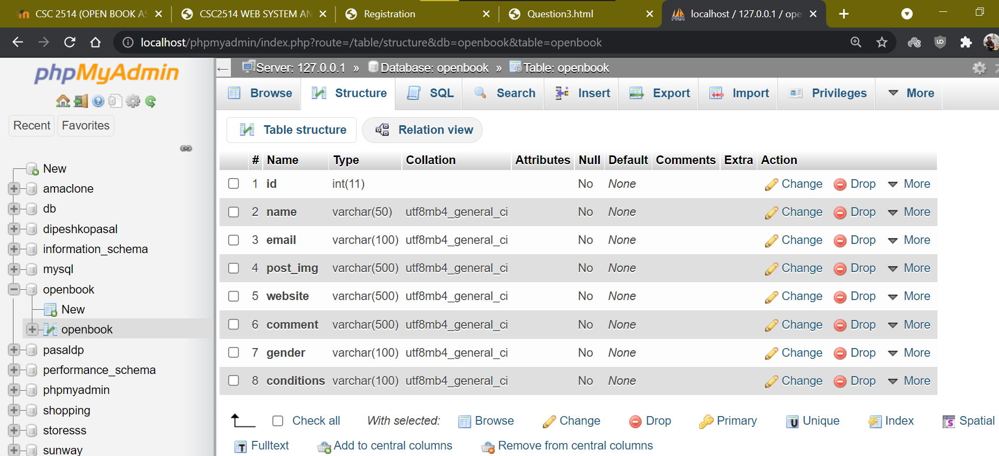 CSC 2514 (OPEN BOOK AS
CSC2514 WEB SYSTEM AN
Registration
Question3.html
localhost / 127.0.0.1 / ope
localhost/phpmyadmin/index.php?route=/table/structure&db=openbook&table=openbook
phpMyAdmin
Recent Favorites
New
amaclone
db
dipeshkopasal
information_schema
mysql
openbook
New
openbook
pasaldp
performance_schema
phpmyadmin
shopping
storesss
sunway
Server: 127.0.0.1 » Database: openbook » Table: openbook
Browse Structure SQL Search Insert Export Import Privileges More
Table structure Relation view
# Name Type Collation Attributes Null Default Comments Extra Action
1 id int(11) No None Change Drop More
2 name varchar(50) utf8mb4_general_ci No None Change Drop More
3 email varchar(100) utf8mb4_general_ci No None Change Drop More
4 post_img varchar(500) utf8mb4_general_ci No None Change Drop More
5 website varchar(500) utf8mb4_general_ci No None Change Drop More
6 comment varchar(500) utf8mb4_general_ci No None Change Drop More
7 gender varchar(100) utf8mb4_general_ci No None Change Drop More
8 conditions varchar(100) utf8mb4_general_ci No None Change Drop More
Check all With selected: Browse Change Drop Primary Unique Index Spatial
Fulltext Add to central columns Remove from central columns